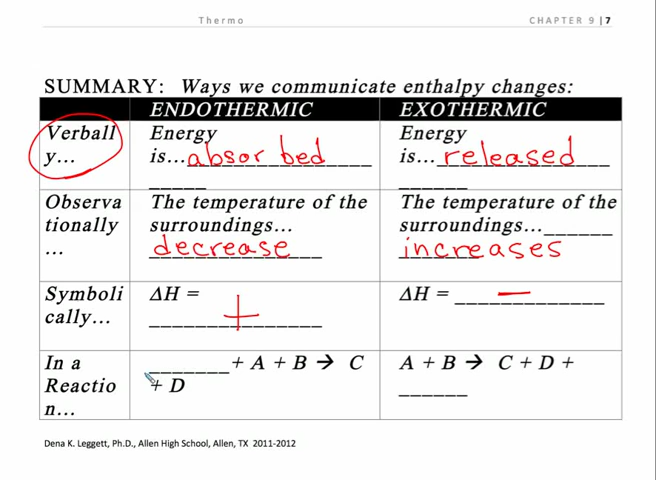 Thermo CHAPTER 9 | 7
SUMMARY: Ways we communicate enthalpy changes:
ENDOTHERMIC EXOTHERMIC
Verball Energy Energy
y... is...absorbed is...released
Observa The temperature of the The temperature of the
tionally surroundings... surroundings...
... decrease increases
Symboli ΔH = ΔH = −
cally... +
In a + A + B → C A + B → C + D +
Reactio + D
n...
Dena K. Leggett, Ph.D., Allen High School, Allen, TX 2011-2012